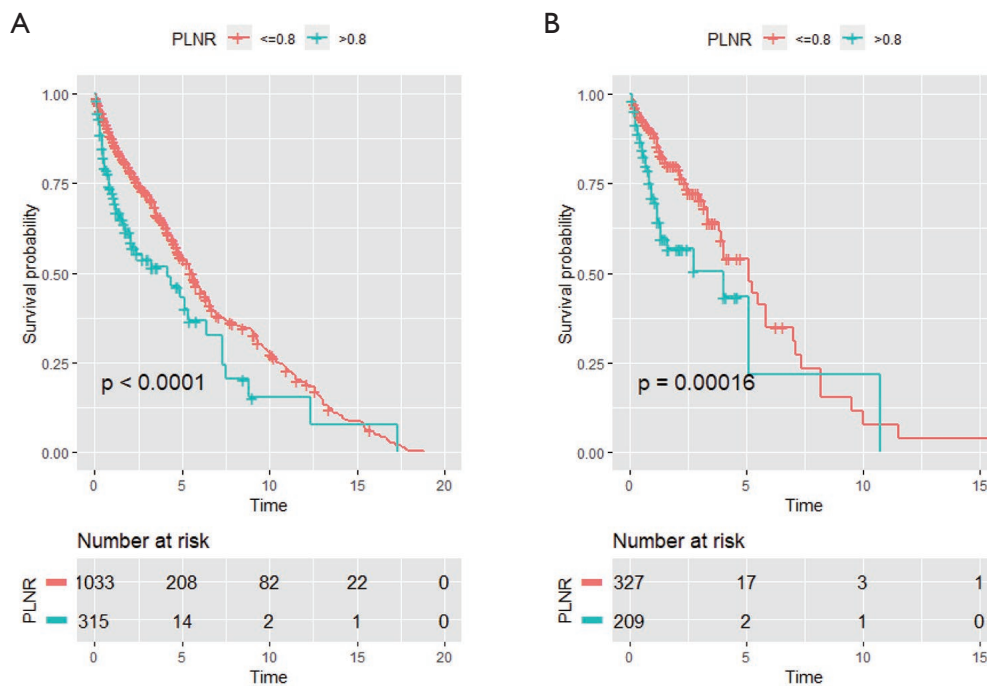 A
PLNR <=0.8 >0.8
Survival probability
1.00
0.75
0.50
0.25
0.00
p < 0.0001
0 5 10 15 20
Time
Number at risk
PLNR
1033 208 82 22 0
315 14 2 1 0
0 5 10 15 20
Time
B
PLNR <=0.8 >0.8
Survival probability
1.00
0.75
0.50
0.25
0.00
p = 0.00016
0 5 10 15
Time
Number at risk
PLNR
327 17 3 1
209 2 1 0
0 5 10 15
Time